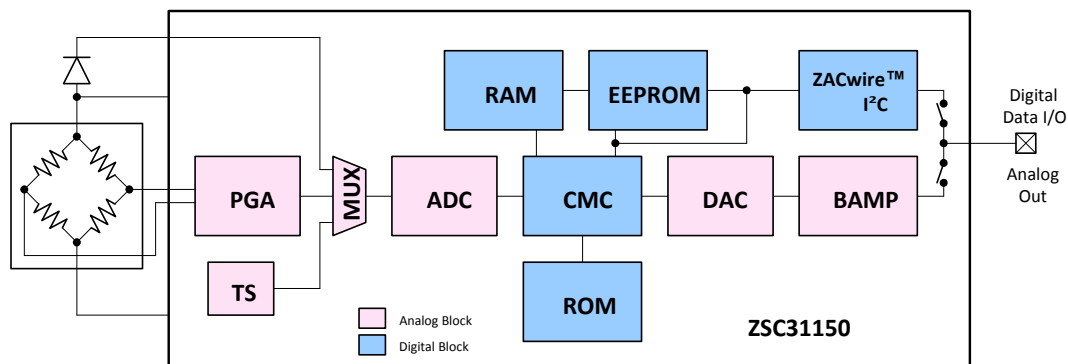 RAM
EEPROM
ZACwire™
I²C
Digital
Data I/O
Analog
Out
PGA
MUX
ADC
CMC
DAC
BAMP
TS
ROM
Analog Block
Digital Block
ZSC31150